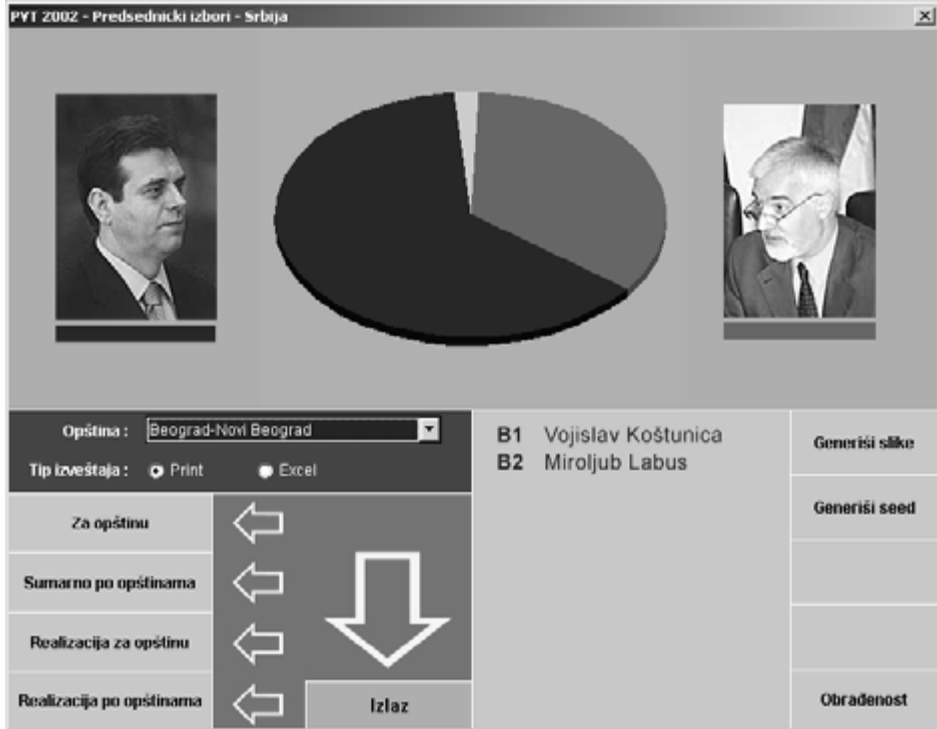 PVT 2002 - Predsednicki izbori - Srbija
Opština :
Beograd-Novi Beograd
Tip izveštaja :
Print
Excel
Za opštinu
Sumarno po opštinama
Realizacija za opštinu
Realizacija po opštinama
Izlaz
B1 Vojislav Koštunica
B2 Miroljub Labus
Generiši slike
Generiši seed
Obrađenost